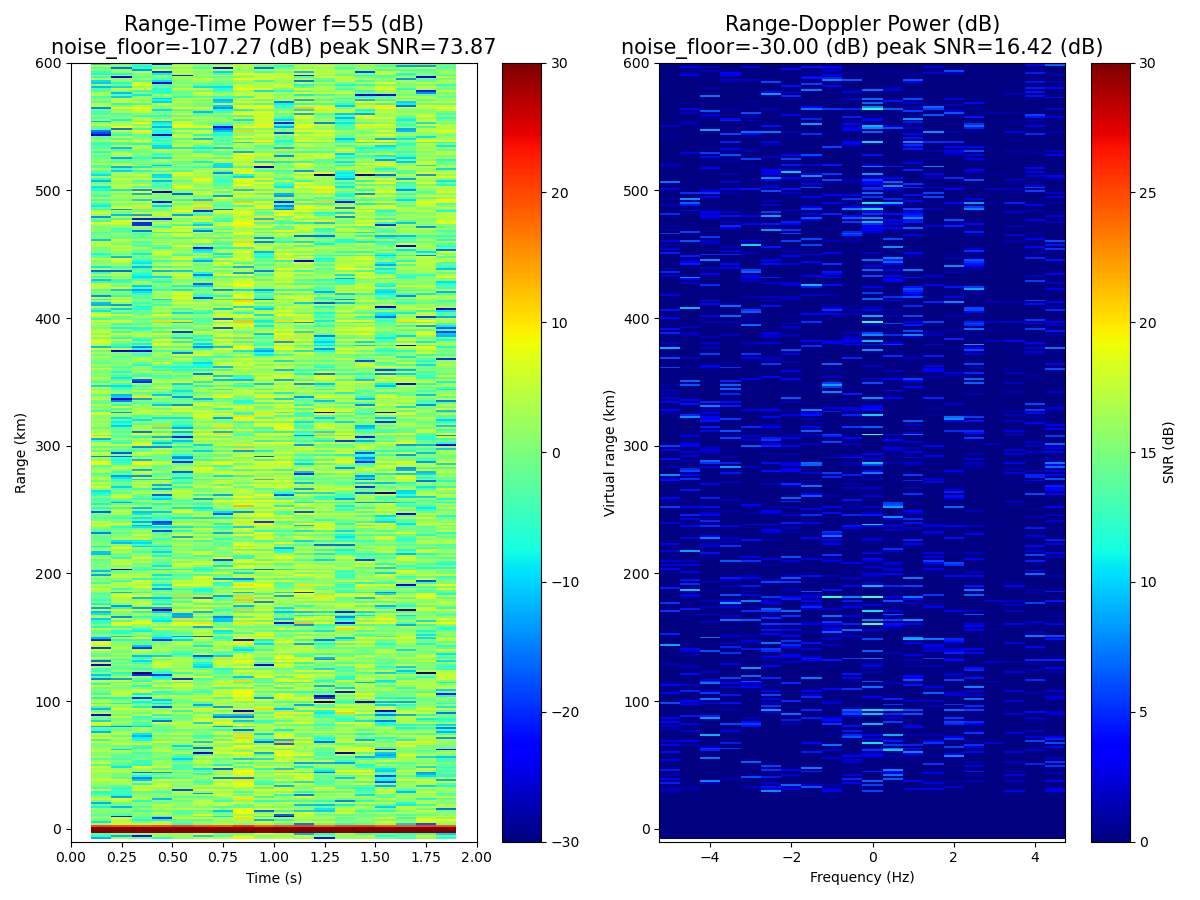 Range-Time Power f=55 (dB)
noise_floor=-107.27 (dB) peak SNR=73.87
600
500
400
300
200
100
0
Range (km)
0.00 0.25 0.50 0.75 1.00 1.25 1.50 1.75 2.00
Time (s)
30
20
10
0
−10
−20
−30
Range-Doppler Power (dB)
noise_floor=-30.00 (dB) peak SNR=16.42 (dB)
600
500
400
300
200
100
0
Virtual range (km)
−4 −2 0 2 4
Frequency (Hz)
30
25
20
15
10
5
0
SNR (dB)